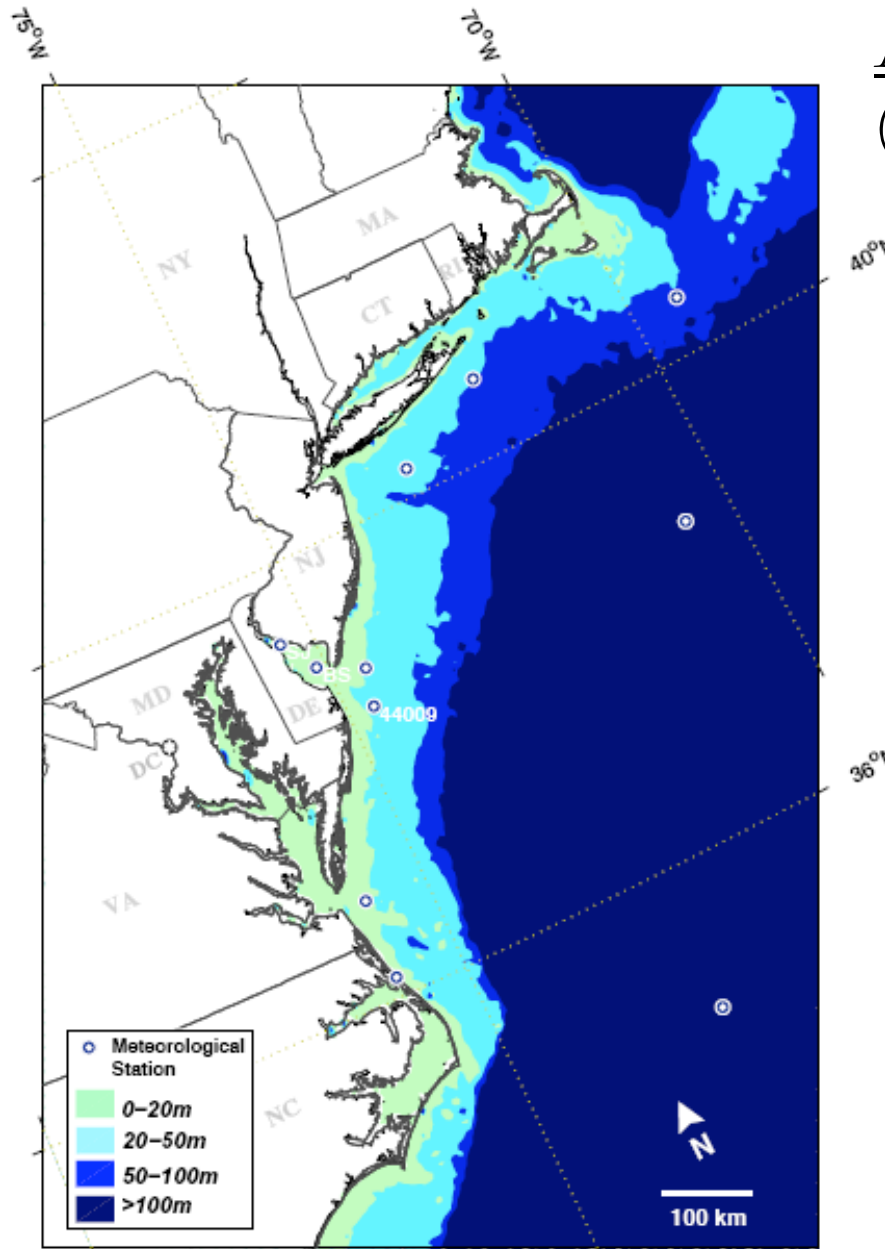 75°W
70°W
(
MA
NY
RI
CT
40°N
NJ
SJ
BS
MD
DE
44009
DC
36°N
VA
Meteorological
Station
NC
0–20m
20–50m
50–100m
>100m
N
100 km